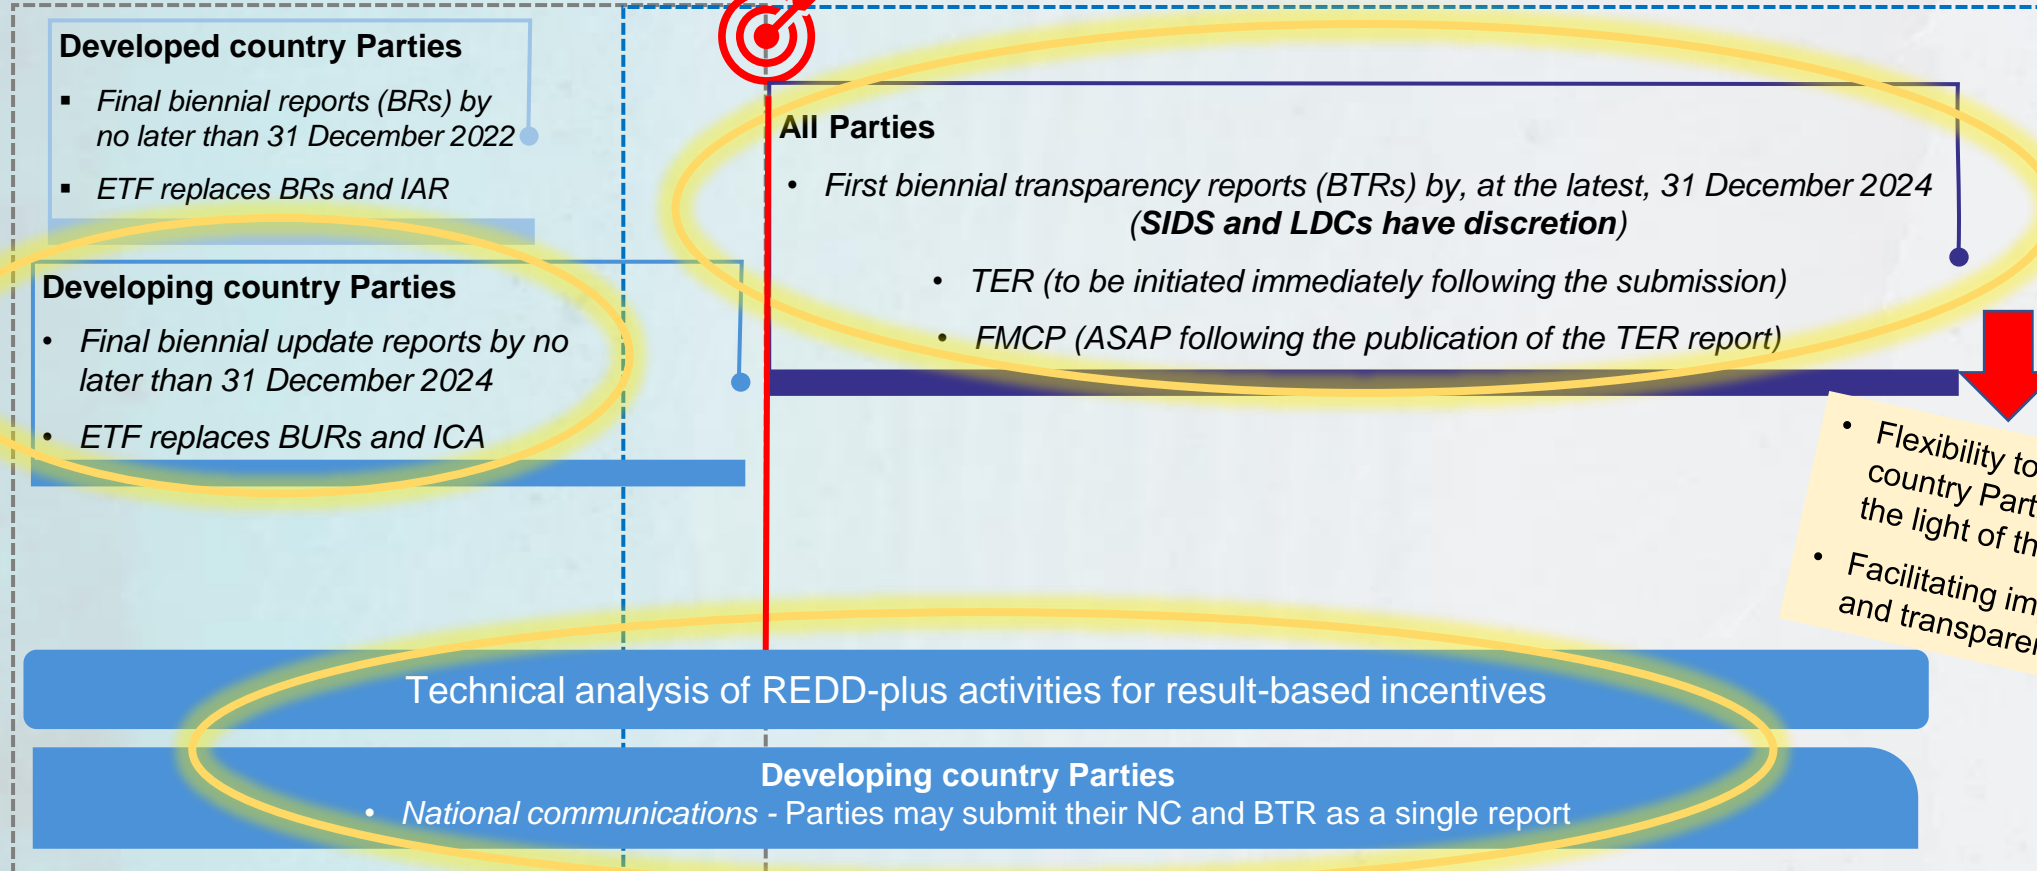 Developed country Parties
▪ Final biennial reports (BRs) by
no later than 31 December 2022
▪ ETF replaces BRs and IAR
All Parties
• First biennial transparency reports (BTRs) by, at the latest, 31 December 2024
(SIDS and LDCs have discretion)
• TER (to be initiated immediately following the submission)
• FMCP (ASAP following the publication of the TER report)
Developing country Parties
• Final biennial update reports by no
later than 31 December 2024
• ETF replaces BURs and ICA
• Flexibility to
country
the light of
• Facilitating
and
Technical analysis of REDD-plus activities for result-based incentives
Developing country Parties
• National communications - Parties may submit their NC and BTR as a single report